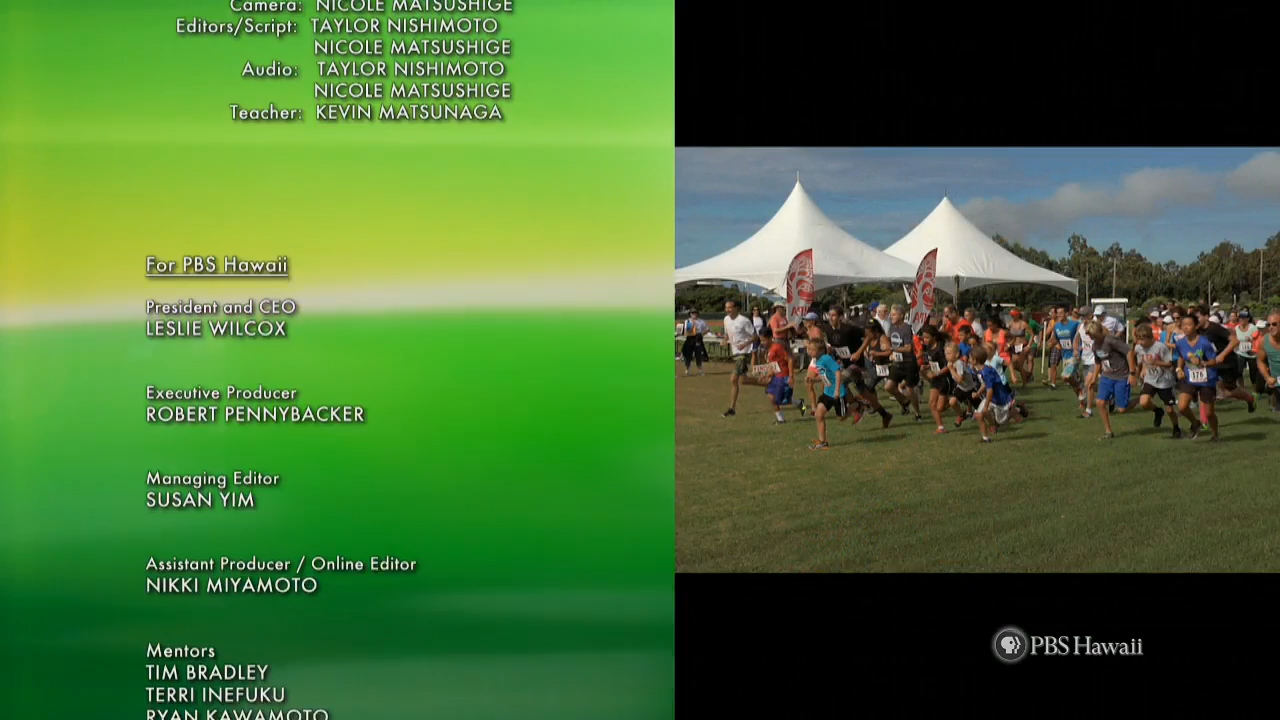 Camera: NICOLE MATSUSHIGE
Editors/Script: TAYLOR NISHIMOTO
NICOLE MATSUSHIGE
Audio: TAYLOR NISHIMOTO
NICOLE MATSUSHIGE
Teacher: KEVIN MATSUNAGA
For PBS Hawaii
President and CEO
LESLIE WILCOX
Executive Producer
ROBERT PENNYBACKER
Managing Editor
SUSAN YIM
Assistant Producer / Online Editor
NIKKI MIYAMOTO
Mentors
TIM BRADLEY
TERRI INEFUKU
RYAN KAWAMOTO
376
PBS Hawaii